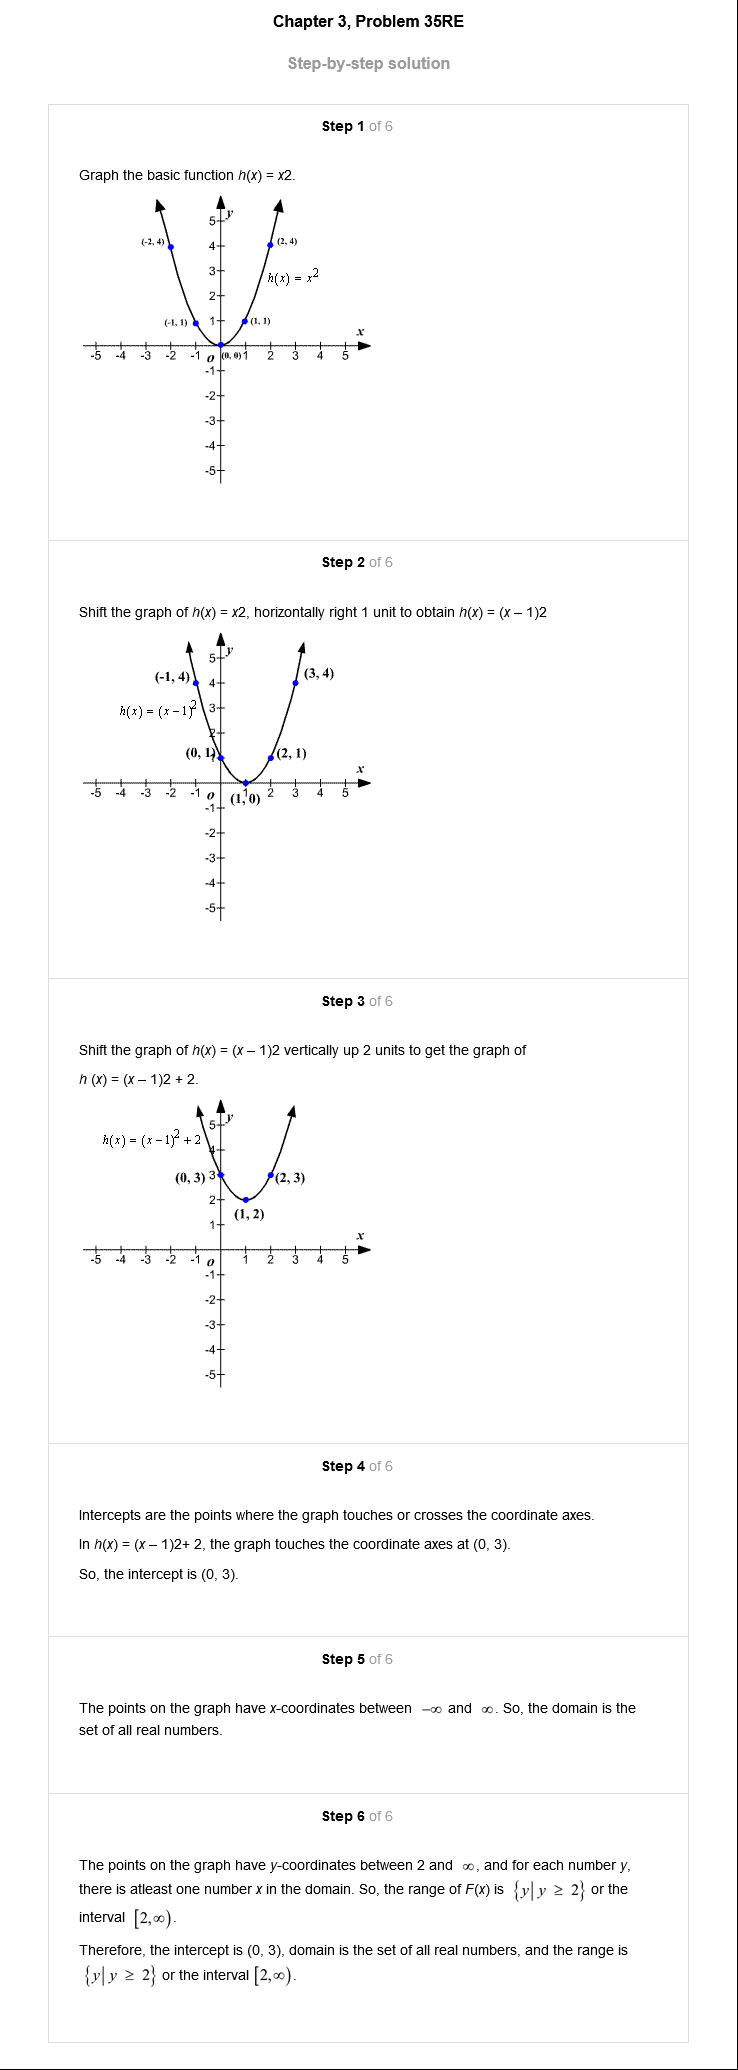 Chapter 3, Problem 35RE
Step-by-step solution
Step 1 of 6
Graph the basic function h(x) = x2.
y
5
(-2, 4)
4
(2, 4)
3
h(x) = x²
2
(-1, 1)
1
(1, 1)
x
-5 -4 -3 -2 -1 O (0, 0) 1 2 3 4 5
-1
-2
-3
-4
-5
Step 2 of 6
Shift the graph of h(x) = x2, horizontally right 1 unit to obtain h(x) = (x – 1)2
y
5
(-1, 4)
4
(3, 4)
h(x) = (x – 1)²
3
2
(0, 1)
1
(2, 1)
x
-5 -4 -3 -2 -1 O 1 2 3 4 5
(1, 0)
-1
-2
-3
-4
-5
Step 3 of 6
Shift the graph of h(x) = (x – 1)2 vertically up 2 units to get the graph of
h (x) = (x – 1)2 + 2.
y
5
h(x) = (x – 1)² + 2
4
(0, 3)
3
(2, 3)
2
(1, 2)
1
x
-5 -4 -3 -2 -1 O 1 2 3 4 5
-1
-2
-3
-4
-5
Step 4 of 6
Intercepts are the points where the graph touches or crosses the coordinate axes.
In h(x) = (x – 1)2+ 2, the graph touches the coordinate axes at (0, 3).
So, the intercept is (0, 3).
Step 5 of 6
The points on the graph have x-coordinates between –∞ and ∞. So, the domain is the
set of all real numbers.
Step 6 of 6
The points on the graph have y-coordinates between 2 and ∞, and for each number y,
there is atleast one number x in the domain. So, the range of F(x) is {y| y ≥ 2} or the
interval [2,∞).
Therefore, the intercept is (0, 3), domain is the set of all real numbers, and the range is
{y| y ≥ 2} or the interval [2,∞).